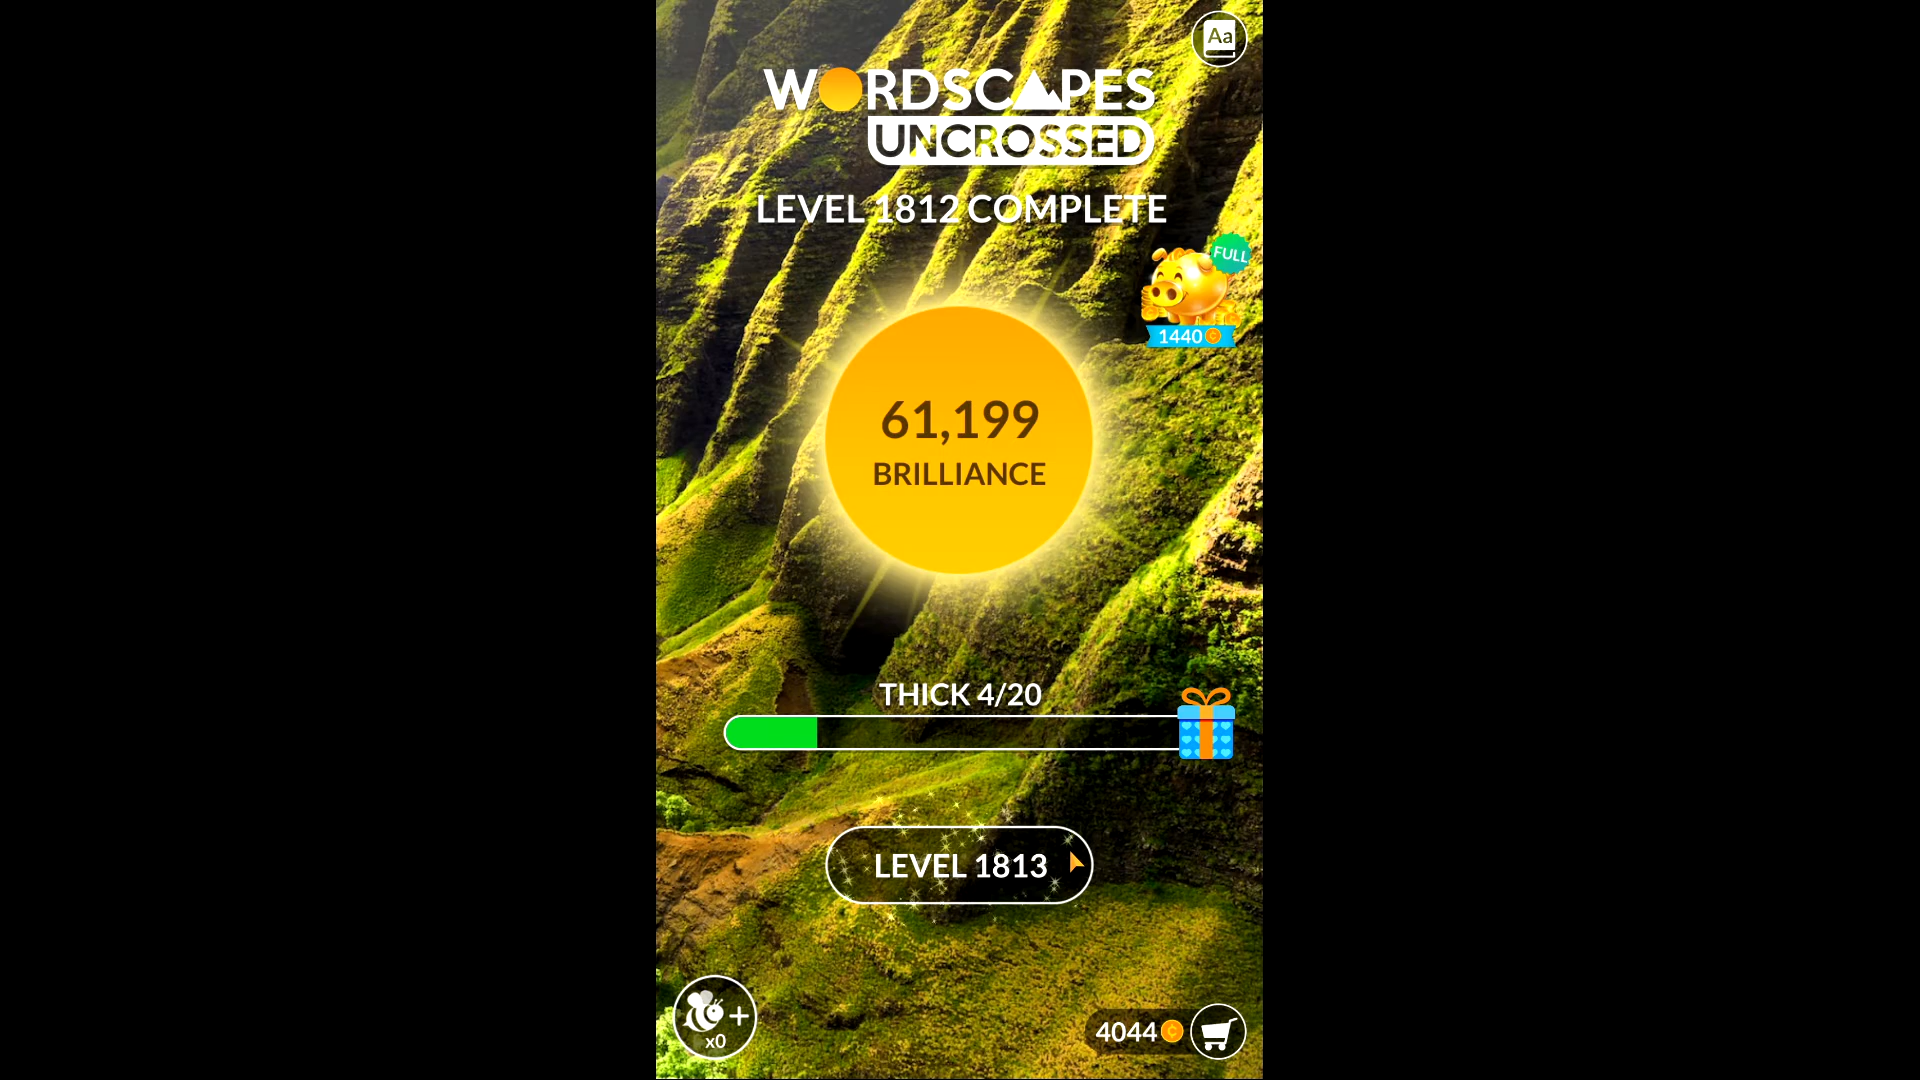 Aa
WORDSCAPES
UNCROSSED
LEVEL 1812 COMPLETE
FULL
1440
61,199
BRILLIANCE
THICK 4/20
LEVEL 1813
x0
4044